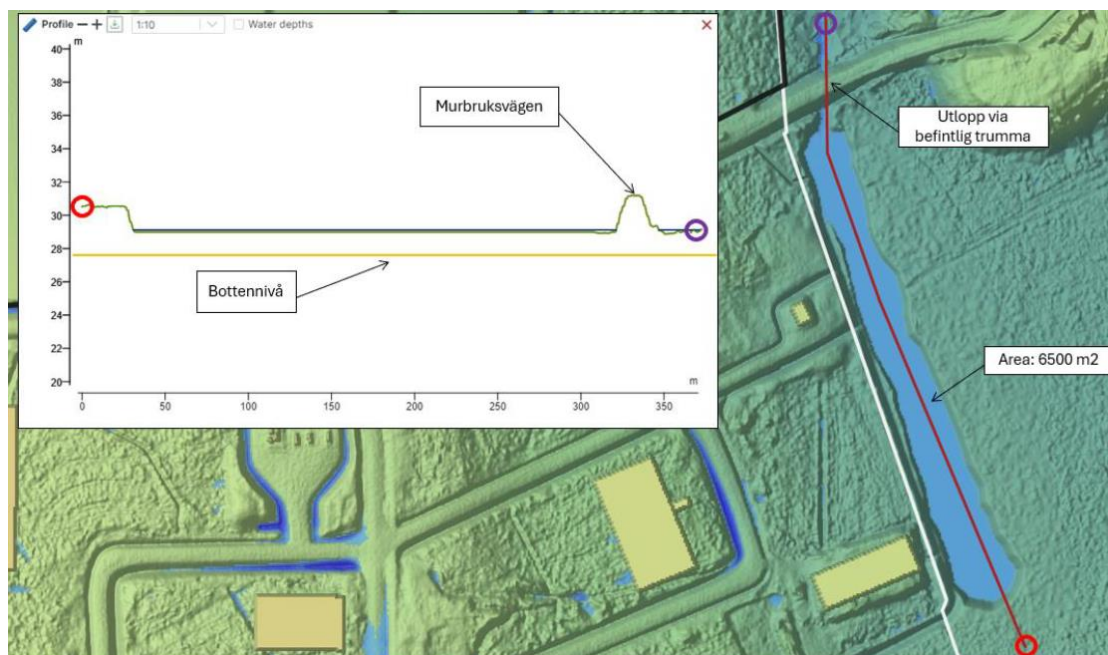 Profile
1:10
Water depths
m
40
38
36
34
32
30
28
26
24
22
20
Murbruksvägen
Bottennivå
m
0
50
100
150
200
250
300
350
Utlopp via
befintlig trumma
Area: 6500 m2